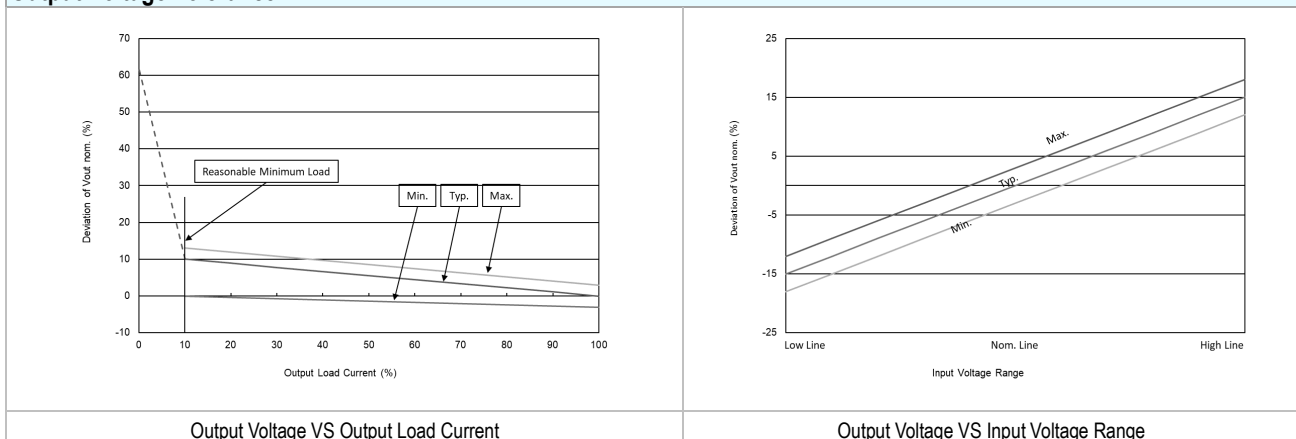 70
60
50
40
30
20
10
0
-10
Deviation of Vout nom. (%)
Reasonable Minimum Load
Min.
Typ.
Max.
0 10 20 30 40 50 60 70 80 90 100
Output Load Current (%)
25
15
5
-5
-15
-25
Deviation of Vout nom. (%)
Max.
Typ.
Min.
Low Line
Nom. Line
High Line
Input Voltage Range
Output Voltage VS Output Load Current
Output Voltage VS Input Voltage Range